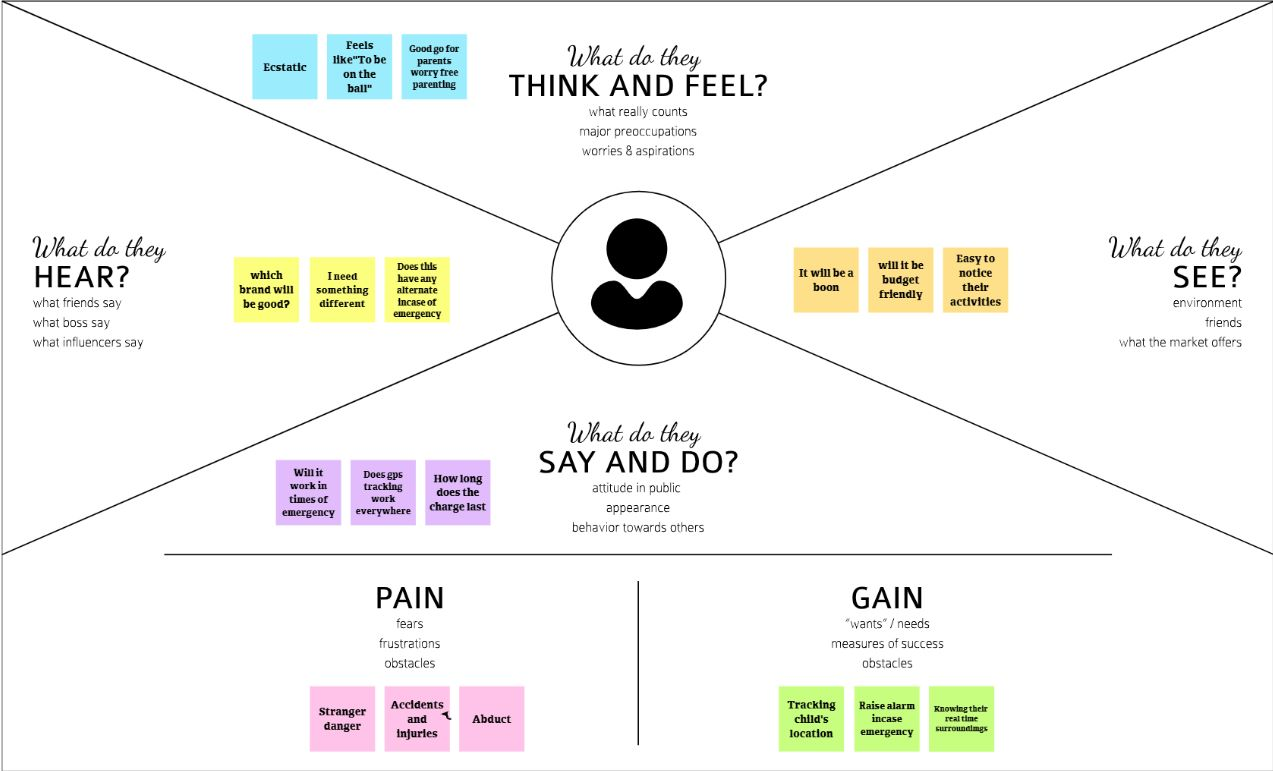 Ecstatic
Feels
like"To be
on the
ball"
Good go for
parents
worry free
parenting
What do they
THINK AND FEEL?
what really counts
major preoccupations
worries & aspirations
What do they
HEAR?
what friends say
what boss say
what influencers say
which
brand will
be good?
I need
something
different
Does this
have any
alternate
incase of
emergency
It will be a
boon
will it be
budget
friendly
Easy to
notice
their
activities
What do they
SEE?
environment
friends
what the market offers
What do they
SAY AND DO?
attitude in public
appearance
behavior towards others
Will it
work in
times of
emergency
Does gps
tracking
work
everywhere
How long
does the
charge last
PAIN
fears
frustrations
obstacles
Stranger
danger
Accidents
and
injuries
Abduct
GAIN
"wants" / needs
measures of success
obstacles
Tracking
child's
location
Raise alarm
incase
emergency
Knowing their
real time
surroundings